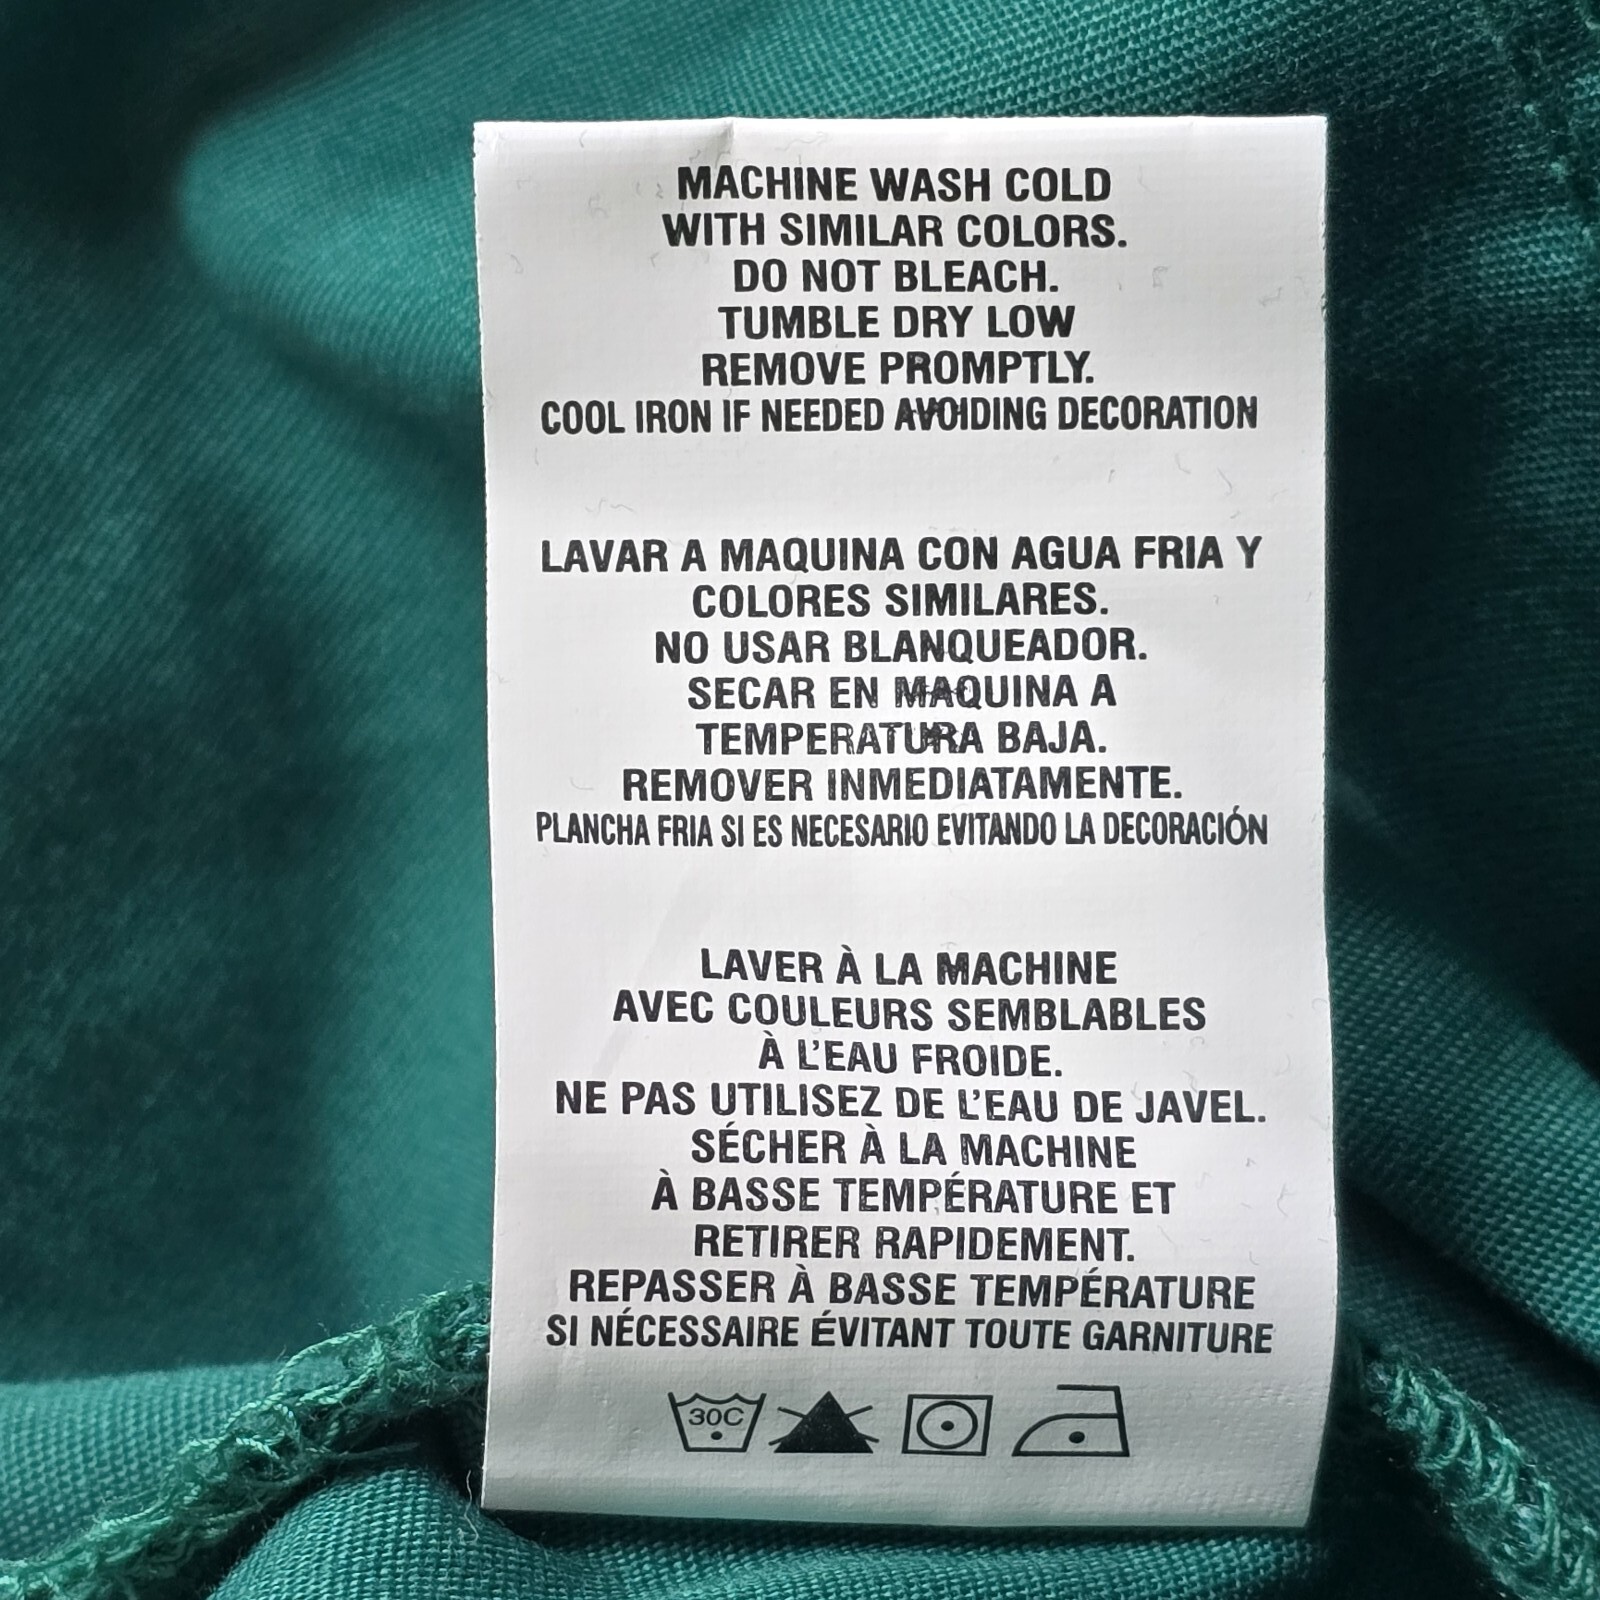 MACHINE WASH COLD
WITH SIMILAR COLORS.
DO NOT BLEACH.
TUMBLE DRY LOW
REMOVE PROMPTLY.
COOL IRON IF NEEDED AVOIDING DECORATION
LAVAR A MAQUINA CON AGUA FRIA Y
COLORES SIMILARES.
NO USAR BLANQUEADOR.
SECAR EN MAQUINA A
TEMPERATURA BAJA.
REMOVER INMEDIATAMENTE.
PLANCHA FRIA SI ES NECESARIO EVITANDO LA DECORACIÓN
LAVER À LA MACHINE
AVEC COULEURS SEMBLABLES
À L'EAU FROIDE.
NE PAS UTILISEZ DE L'EAU DE JAVEL.
SÉCHER À LA MACHINE
À BASSE TEMPÉRATURE ET
RETIRER RAPIDEMENT.
REPASSER À BASSE TEMPÉRATURE
SI NÉCESSAIRE ÉVITANT TOUTE GARNITURE
30C